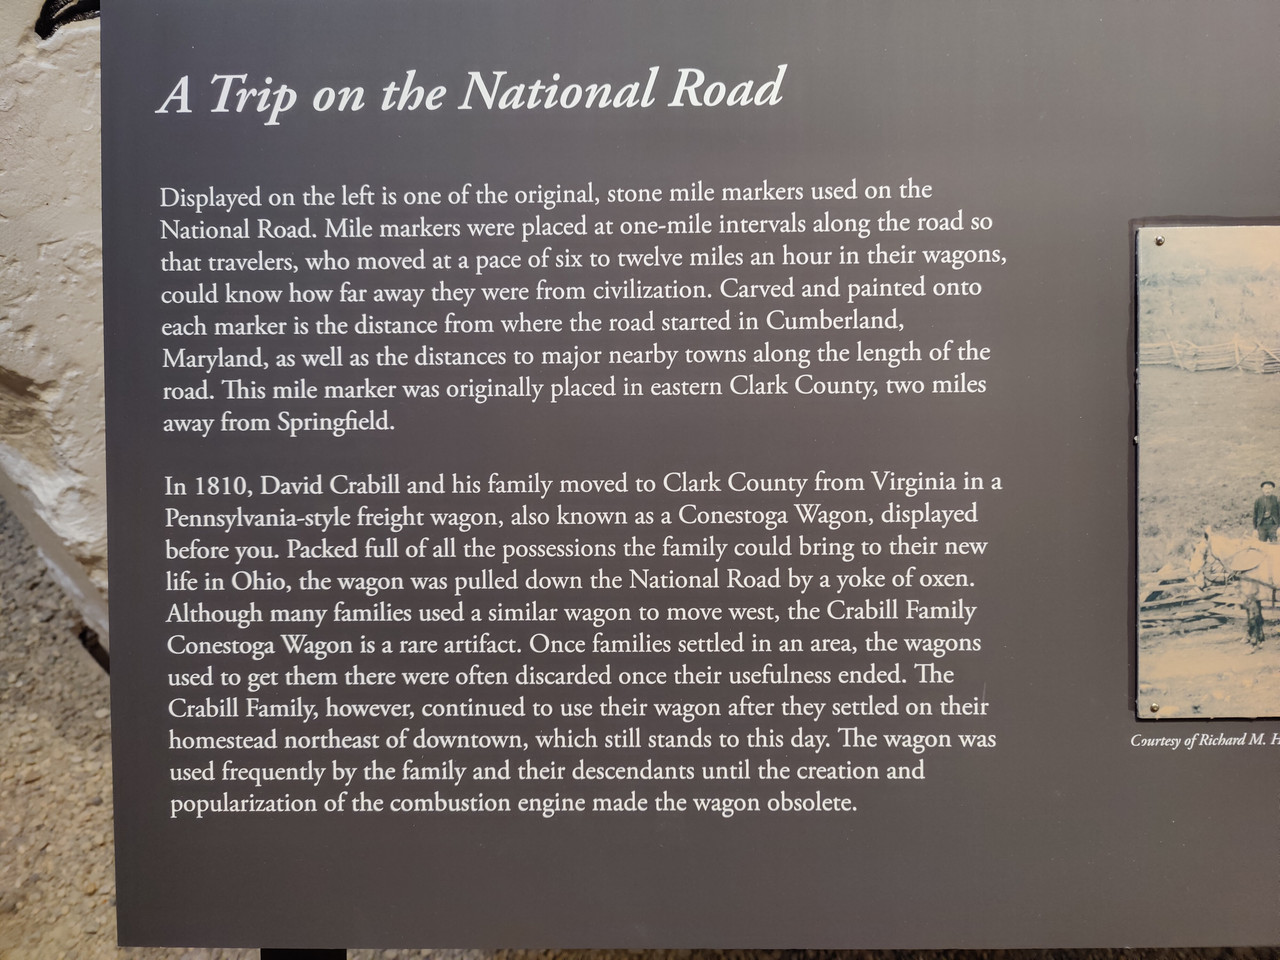 A Trip on the National Road
Displayed on the left is one of the original, stone mile markers used on the
National Road. Mile markers were placed at one-mile intervals along the road so
that travelers, who moved at a pace of six to twelve miles an hour in their wagons,
could know how far away they were from civilization. Carved and painted onto
each marker is the distance from where the road started in Cumberland,
Maryland, as well as the distances to major nearby towns along the length of the
road. This mile marker was originally placed in eastern Clark County, two miles
away from Springfield.
In 1810, David Crabill and his family moved to Clark County from Virginia in a
Pennsylvania-style freight wagon, also known as a Conestoga Wagon, displayed
before you. Packed full of all the possessions the family could bring to their new
life in Ohio, the wagon was pulled down the National Road by a yoke of oxen.
Although many families used a similar wagon to move west, the Crabill Family
Conestoga Wagon is a rare artifact. Once families settled in an area, the wagons
used to get them there were often discarded once their usefulness ended. The
Crabill Family, however, continued to use their wagon after they settled on their
homestead northeast of downtown, which still stands to this day. The wagon was
used frequently by the family and their descendants until the creation and
popularization of the combustion engine made the wagon obsolete.
Courtesy of Richard M. H